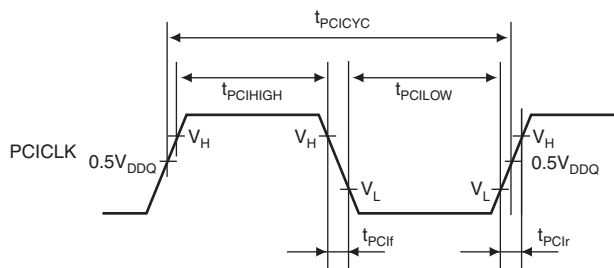 tPCICYC
tPCIHIGH
tPCILOW
PCICLK
VH
VH
VH
0.5VDDQ
0.5VDDQ
VL
VL
tPCIf
tPCIr